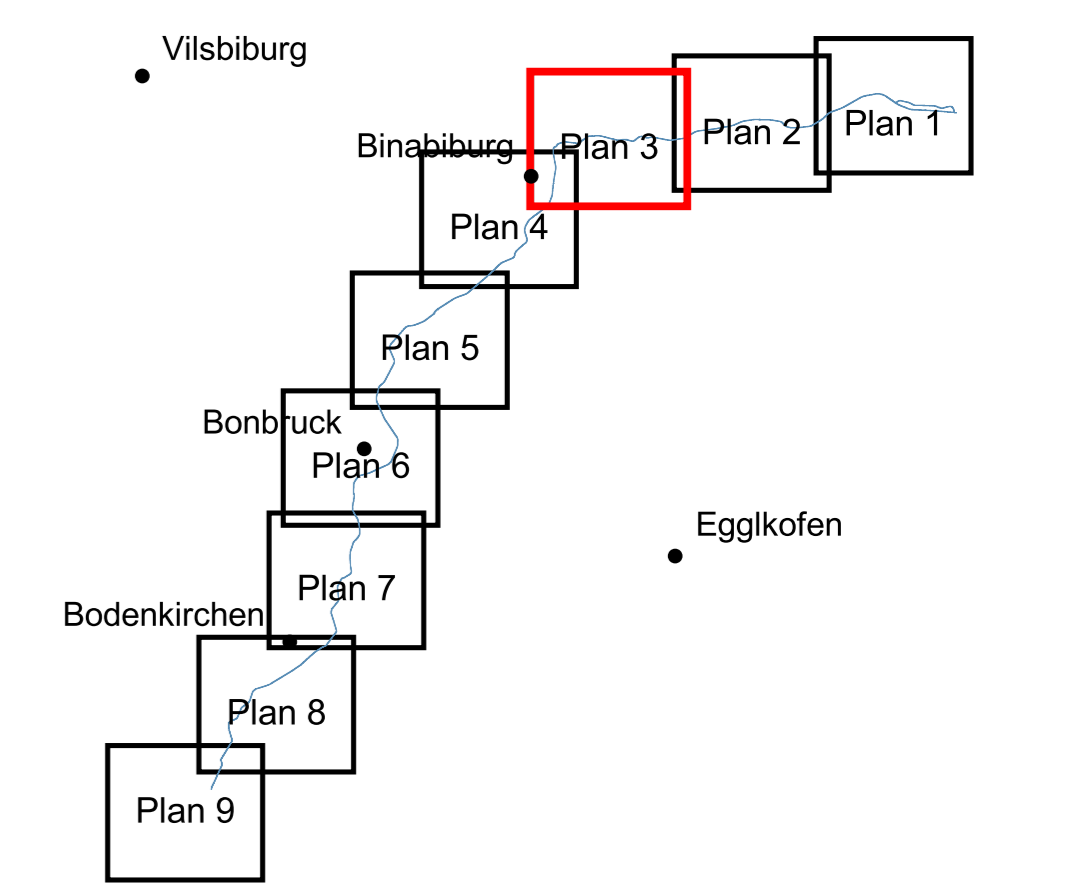 Vilsbiburg
Plan 1
Plan 2
Binabiburg
Plan 3
Plan 4
Plan 5
Bonbruck
Plan 6
Egglkofen
Plan 7
Bodenkirchen
Plan 8
Plan 9